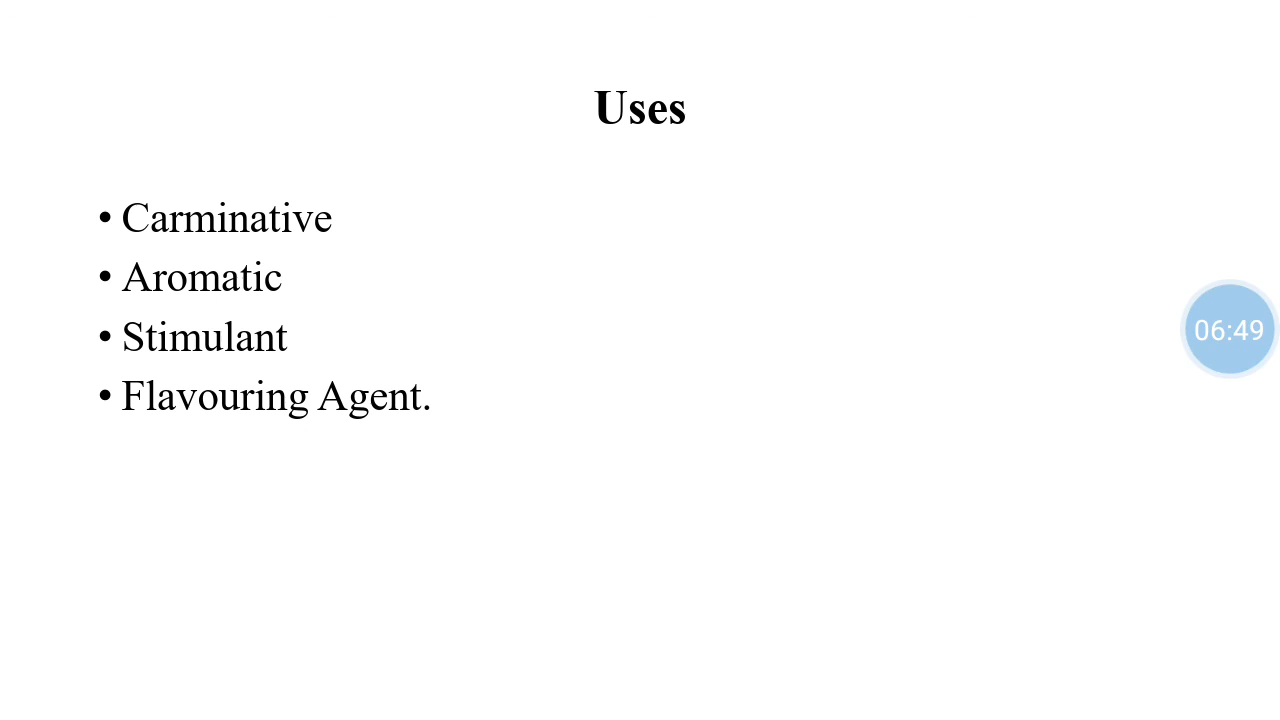 Uses
• Carminative
• Aromatic
• Stimulant
• Flavouring Agent.
06:49